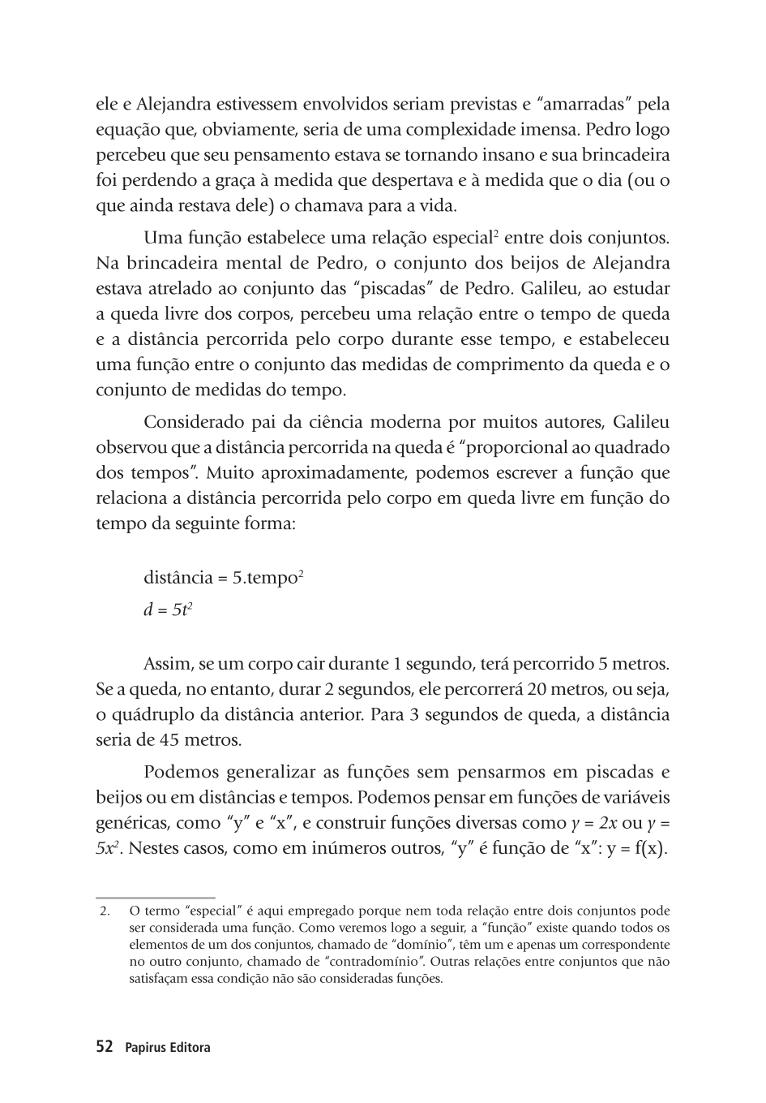 ele e Alejandra estivessem envolvidos seriam previstas e “amarradas” pela
equação que, obviamente, seria de uma complexidade imensa. Pedro logo
percebeu que seu pensamento estava se tornando insano e sua brincadeira
foi perdendo a graça à medida que despertava e à medida que o dia (ou o
que ainda restava dele) o chamava para a vida.
Uma função estabelece uma relação especial² entre dois conjuntos.
Na brincadeira mental de Pedro, o conjunto dos beijos de Alejandra
estava atrelado ao conjunto das “piscadas” de Pedro. Galileu, ao estudar
a queda livre dos corpos, percebeu uma relação entre o tempo de queda
e a distância percorrida pelo corpo durante esse tempo, e estabeleceu
uma função entre o conjunto das medidas de comprimento da queda e o
conjunto de medidas do tempo.
Considerado pai da ciência moderna por muitos autores, Galileu
observou que a distância percorrida na queda é “proporcional ao quadrado
dos tempos”. Muito aproximadamente, podemos escrever a função que
relaciona a distância percorrida pelo corpo em queda livre em função do
tempo da seguinte forma:
distância = 5.tempo²
d = 5t²
Assim, se um corpo cair durante 1 segundo, terá percorrido 5 metros.
Se a queda, no entanto, durar 2 segundos, ele percorrerá 20 metros, ou seja,
o quádruplo da distância anterior. Para 3 segundos de queda, a distância
seria de 45 metros.
Podemos generalizar as funções sem pensarmos em piscadas e
beijos ou em distâncias e tempos. Podemos pensar em funções de variáveis
genéricas, como “y” e “x”, e construir funções diversas como y = 2x ou y =
5x². Nestes casos, como em inúmeros outros, “y” é função de “x”: y = f(x).
2. O termo “especial” é aqui empregado porque nem toda relação entre dois conjuntos pode
ser considerada uma função. Como veremos logo a seguir, a “função” existe quando todos os
elementos de um dos conjuntos, chamado de “domínio”, têm um e apenas um correspondente
no outro conjunto, chamado de “contradomínio”. Outras relações entre conjuntos que não
satisfaçam essa condição não são consideradas funções.
52 Papirus Editora